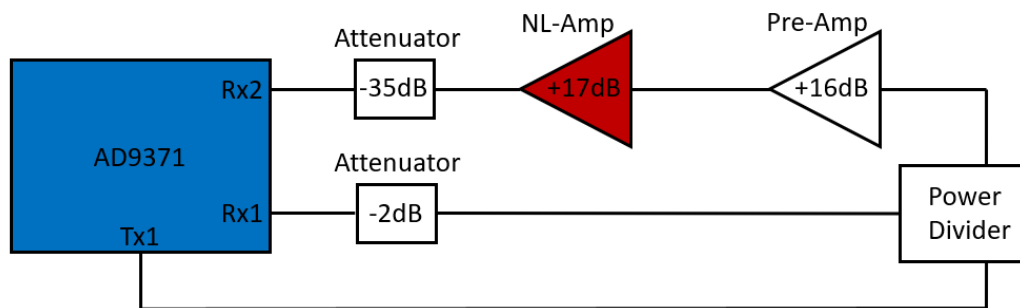 NL-Amp
Pre-Amp
Attenuator
Rx2
-35dB
+17dB
+16dB
AD9371
Attenuator
Rx1
-2dB
Power
Divider
Tx1